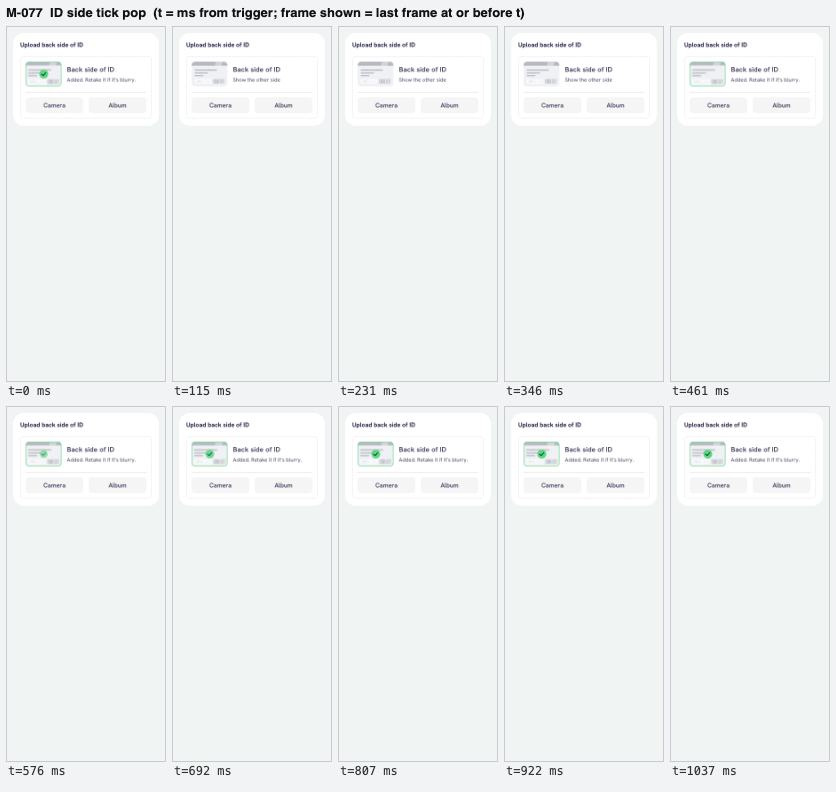 M-077 ID side tick pop (t = ms from trigger; frame shown = last frame at or before t)
Upload back side of ID
Back side of ID
Added. Retake it if it's blurry.
Camera Album
t=0 ms
Upload back side of ID
Back side of ID
Show the other side
Camera Album
t=115 ms
Upload back side of ID
Back side of ID
Show the other side
Camera Album
t=231 ms
Upload back side of ID
Back side of ID
Show the other side
Camera Album
t=346 ms
Upload back side of ID
Back side of ID
Added. Retake it if it's blurry.
Camera Album
t=461 ms
Upload back side of ID
Back side of ID
Added. Retake it if it's blurry.
Camera Album
t=576 ms
Upload back side of ID
Back side of ID
Added. Retake it if it's blurry.
Camera Album
t=692 ms
Upload back side of ID
Back side of ID
Added. Retake it if it's blurry.
Camera Album
t=807 ms
Upload back side of ID
Back side of ID
Added. Retake it if it's blurry.
Camera Album
t=922 ms
Upload back side of ID
Back side of ID
Added. Retake it if it's blurry.
Camera Album
t=1037 ms